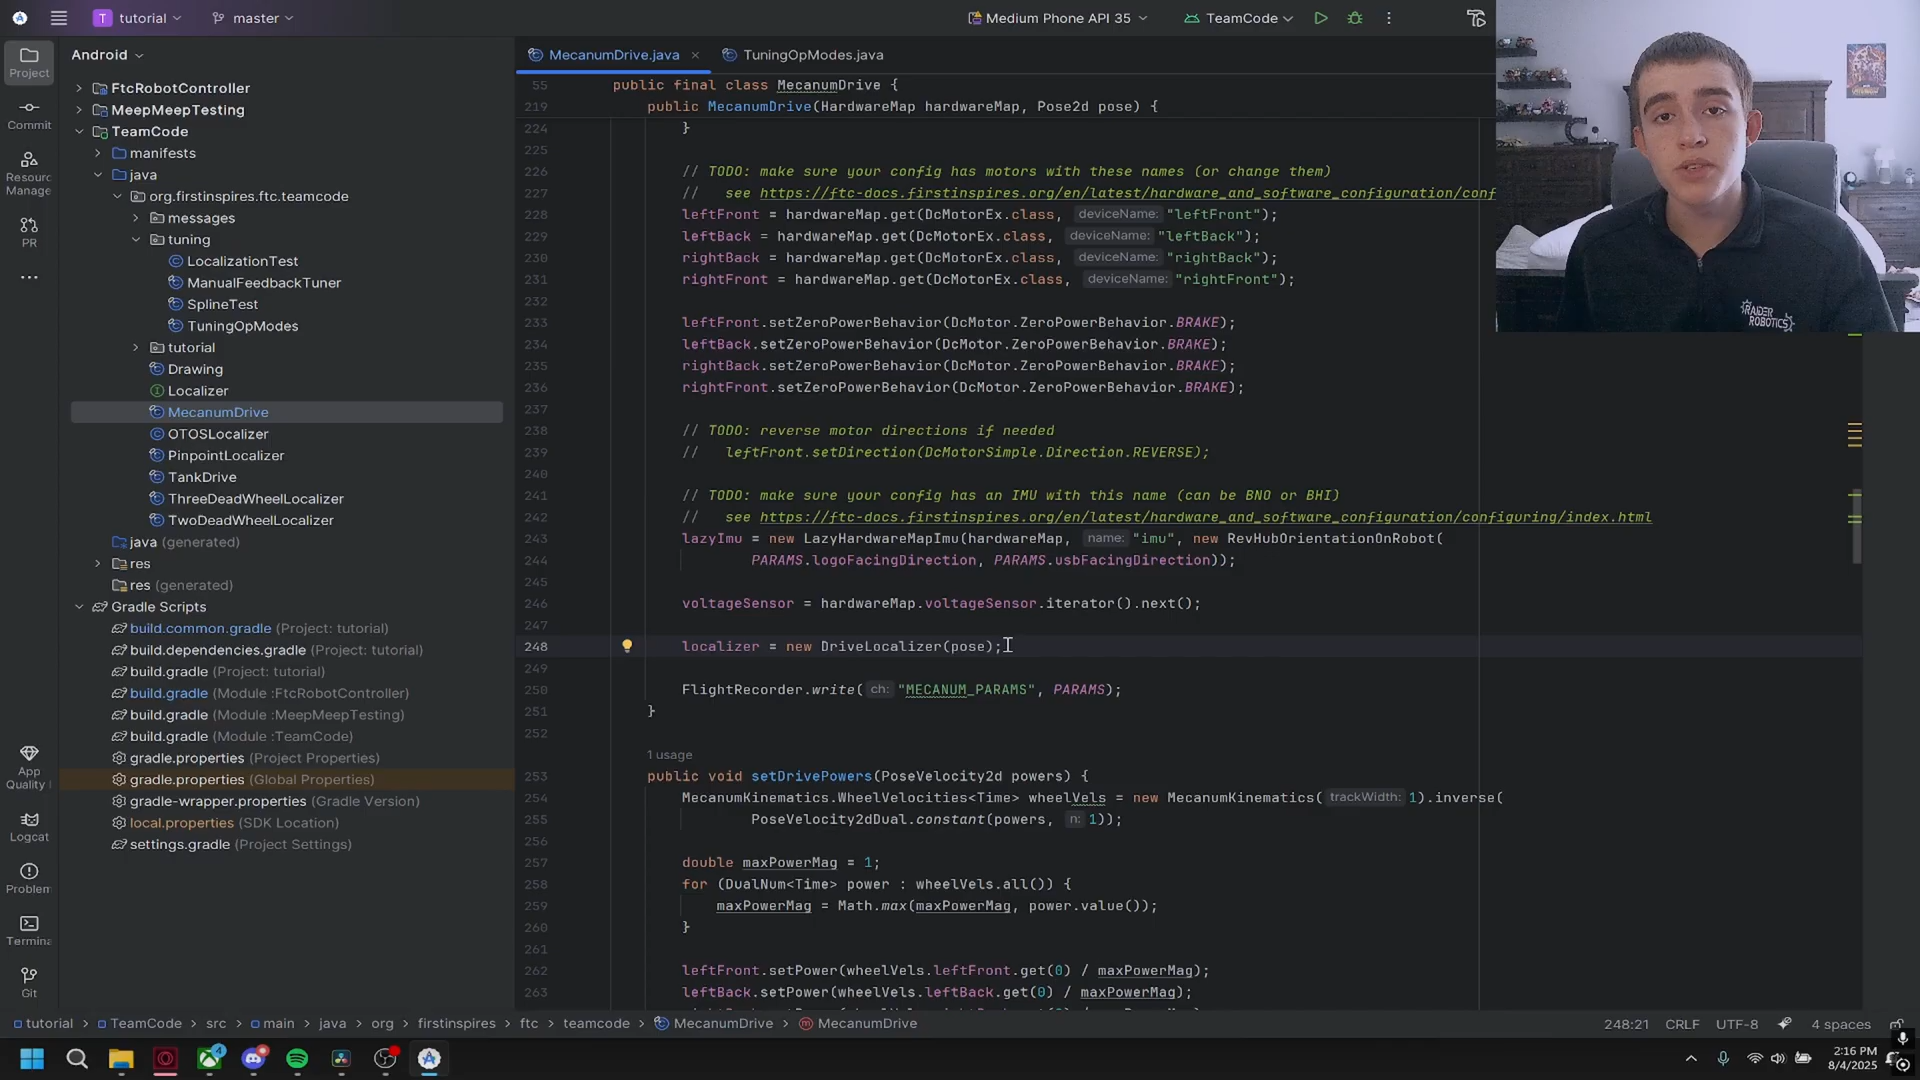 tutorial
master
Medium Phone API 35
TeamCode
Project
Commit
Resourc
Manage
PR
App
Quality
Logcat
Problem
Termina
Git
Android
FtcRobotController
MeepMeepTesting
TeamCode
manifests
java
org.firstinspires.ftc.teamcode
messages
tuning
LocalizationTest
ManualFeedbackTuner
SplineTest
TuningOpModes
tutorial
Drawing
Localizer
MecanumDrive
OTOSLocalizer
PinpointLocalizer
TankDrive
ThreeDeadWheelLocalizer
TwoDeadWheelLocalizer
java (generated)
res
res (generated)
Gradle Scripts
build.common.gradle (Project: tutorial)
build.dependencies.gradle (Project: tutorial)
build.gradle (Project: tutorial)
build.gradle (Module :FtcRobotController)
build.gradle (Module :MeepMeepTesting)
build.gradle (Module :TeamCode)
gradle.properties (Project Properties)
gradle.properties (Global Properties)
gradle-wrapper.properties (Gradle Version)
local.properties (SDK Location)
settings.gradle (Project Settings)
MecanumDrive.java
TuningOpModes.java
55 public final class MecanumDrive {
219 public MecanumDrive(HardwareMap hardwareMap, Pose2d pose) {
224 }
225
226 // TODO: make sure your config has motors with these names (or change them)
227 // see https://ftc-docs.firstinspires.org/en/latest/hardware_and_software_configuration/conf
228 leftFront = hardwareMap.get(DcMotorEx.class, deviceName: "leftFront");
229 leftBack = hardwareMap.get(DcMotorEx.class, deviceName: "leftBack");
230 rightBack = hardwareMap.get(DcMotorEx.class, deviceName: "rightBack");
231 rightFront = hardwareMap.get(DcMotorEx.class, deviceName: "rightFront");
232
233 leftFront.setZeroPowerBehavior(DcMotor.ZeroPowerBehavior.BRAKE);
234 leftBack.setZeroPowerBehavior(DcMotor.ZeroPowerBehavior.BRAKE);
235 rightBack.setZeroPowerBehavior(DcMotor.ZeroPowerBehavior.BRAKE);
236 rightFront.setZeroPowerBehavior(DcMotor.ZeroPowerBehavior.BRAKE);
237
238 // TODO: reverse motor directions if needed
239 // leftFront.setDirection(DcMotorSimple.Direction.REVERSE);
240
241 // TODO: make sure your config has an IMU with this name (can be BNO or BHI)
242 // see https://ftc-docs.firstinspires.org/en/latest/hardware_and_software_configuration/configuring/index.html
243 lazyImu = new LazyHardwareMapImu(hardwareMap, name: "imu", new RevHubOrientationOnRobot(
244 PARAMS.logoFacingDirection, PARAMS.usbFacingDirection));
245
246 voltageSensor = hardwareMap.voltageSensor.iterator().next();
247
248 localizer = new DriveLocalizer(pose);
249
250 FlightRecorder.write( ch: "MECANUM_PARAMS", PARAMS);
251 }
252
1 usage
253 public void setDrivePowers(PoseVelocity2d powers) {
254 MecanumKinematics.WheelVelocities<Time> wheelVels = new MecanumKinematics( trackWidth: 1).inverse(
255 PoseVelocity2dDual.constant(powers, n: 1));
256
257 double maxPowerMag = 1;
258 for (DualNum<Time> power : wheelVels.all()) {
259 maxPowerMag = Math.max(maxPowerMag, power.value());
260 }
261
262 leftFront.setPower(wheelVels.leftFront.get(0) / maxPowerMag);
263 leftBack.setPower(wheelVels.leftBack.get(0) / maxPowerMag);
RAIDER
ROBOTICS
tutorial TeamCode src main java org firstinspires ftc teamcode MecanumDrive MecanumDrive
248:21 CRLF UTF-8 4 spaces
4
2:16 PM
8/4/2025